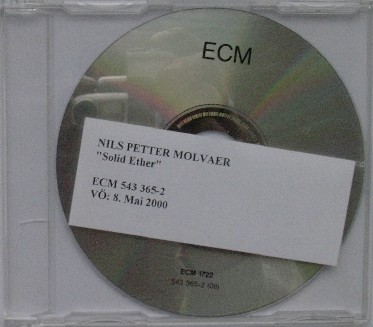 ECM
NILS PETTER MOLVAER
"Solid Ether"
ECM 543 365-2
VÖ: 8. Mai 2000
ECM 1722
543 365-2